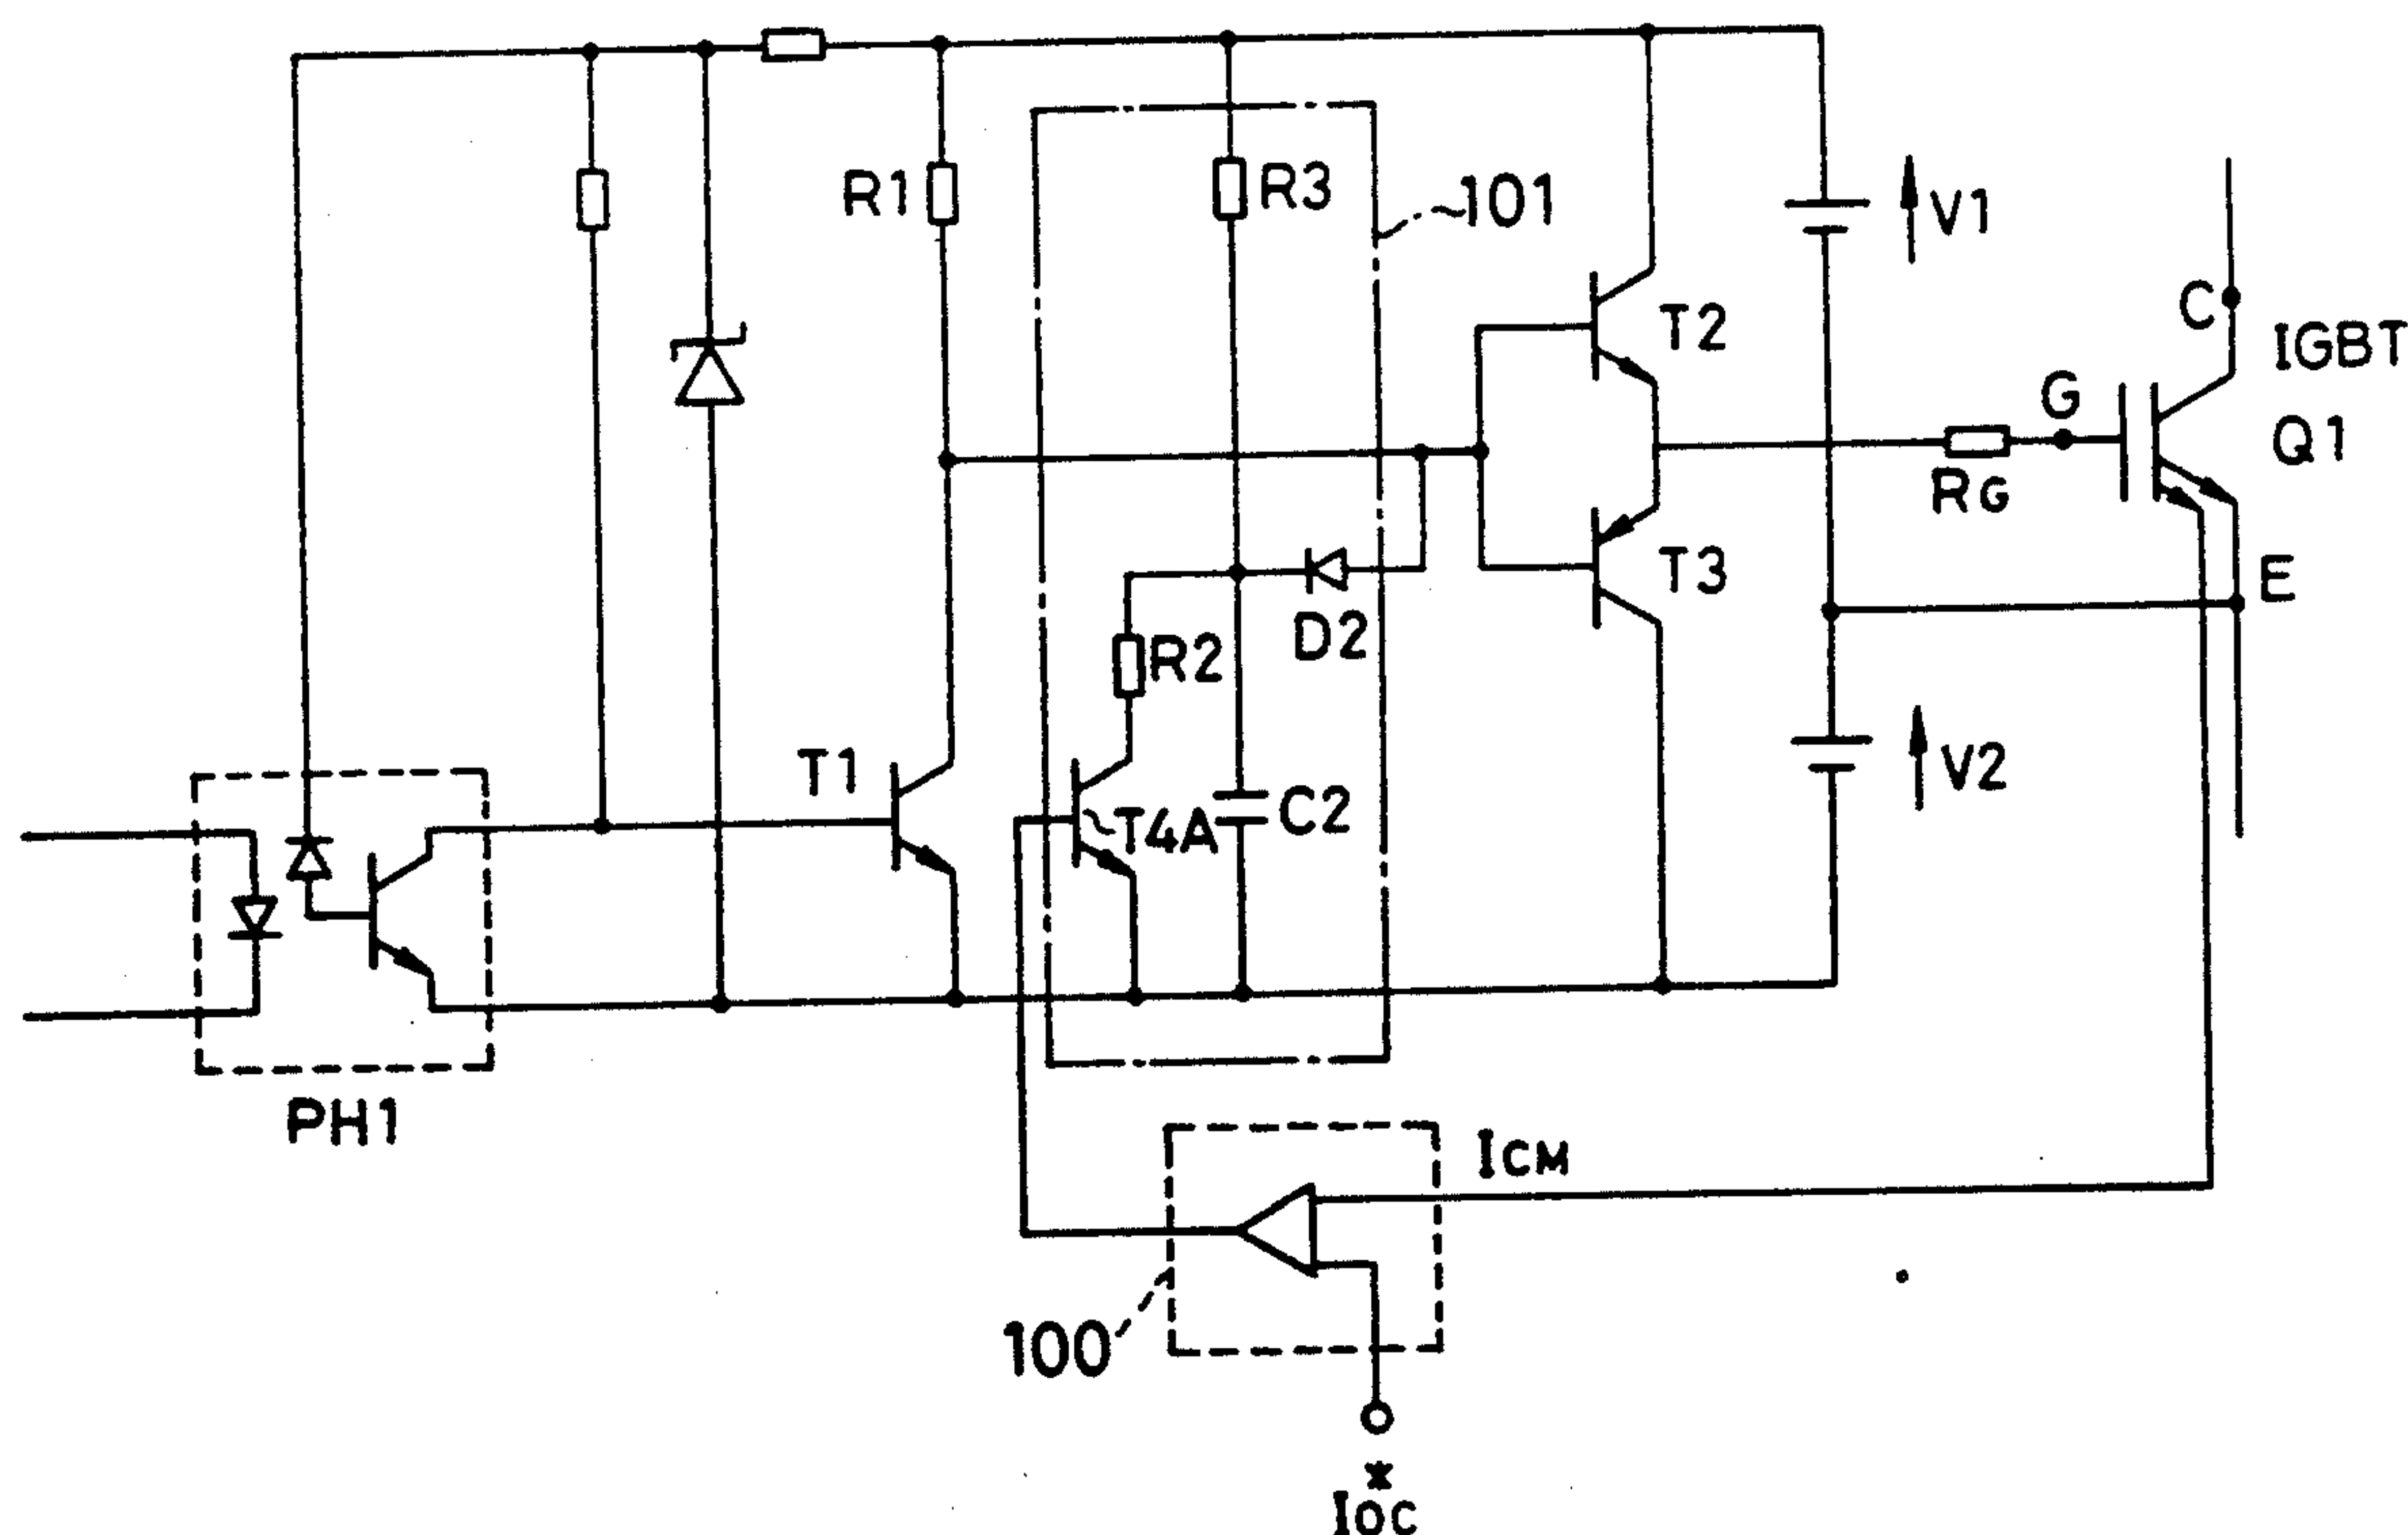 R1
R3
101
V1
C
IGBT
T2
G
Q1
RG
T3
E
D2
R2
T1
V2
T4A
C2
PH1
ICM
100
*
IOC